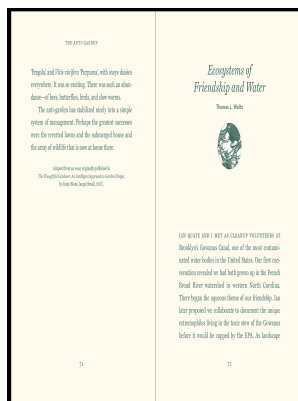 THE ANTI-GARDEN
'Fragola', and Vitis vinifera 'Purpurea', with oxeye daisies
everywhere. It was so exciting. There was such an abun-
dance—of bees, butterflies, birds, and slow worms.
The anti-garden has stabilized nicely into a simple
system of management. Perhaps the greatest successes
were the reverted lawns and the submerged house and
the array of wildlife that is now at home there.
Adapted from an essay originally published in
The Thoughtful Gardener: An Intelligent Approach to Garden Design,
by Jinny Blom; Jacqui Small, 2017.
74
Ecosystems of
Friendship and Water
Thomas L. Woltz
IAN QUATE AND I MET AS CLEANUP VOLUNTEERS AT
Brooklyn's Gowanus Canal, one of the most contami-
nated water bodies in the United States. Our first con-
versation revealed we had both grown up in the French
Broad River watershed in western North Carolina.
There began the aqueous theme of our friendship. Ian
later proposed we collaborate to document the unique
extremophiles living in the toxic stew of the Gowanus
before it would be capped by the EPA. As landscape